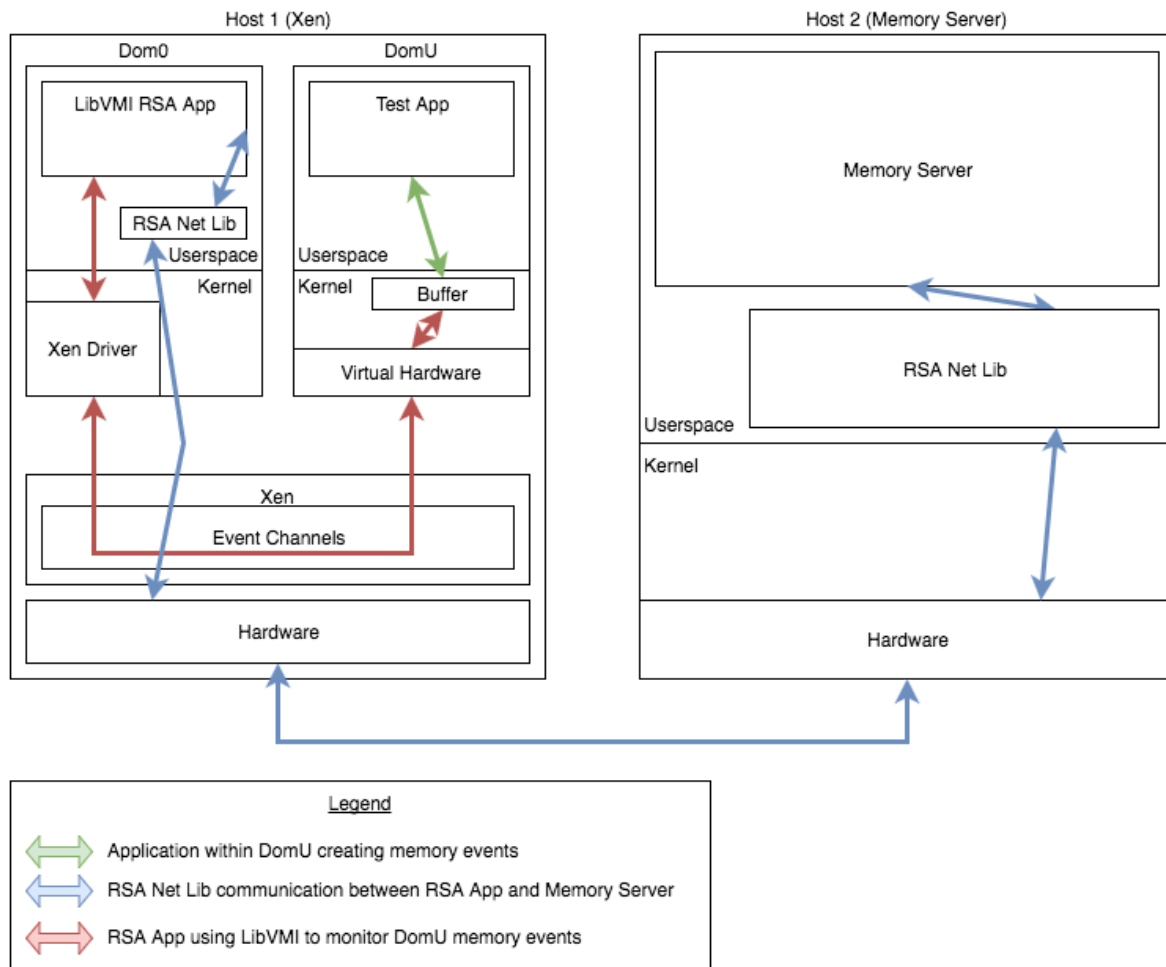 Host 1 (Xen)
Host 2 (Memory Server)
Dom0
DomU
LibVMI RSA App
Test App
Memory Server
RSA Net Lib
Userspace
Userspace
Kernel
Kernel
Buffer
Xen Driver
Virtual Hardware
RSA Net Lib
Userspace
Kernel
Xen
Event Channels
Hardware
Hardware
Legend
Application within DomU creating memory events
RSA Net Lib communication between RSA App and Memory Server
RSA App using LibVMI to monitor DomU memory events